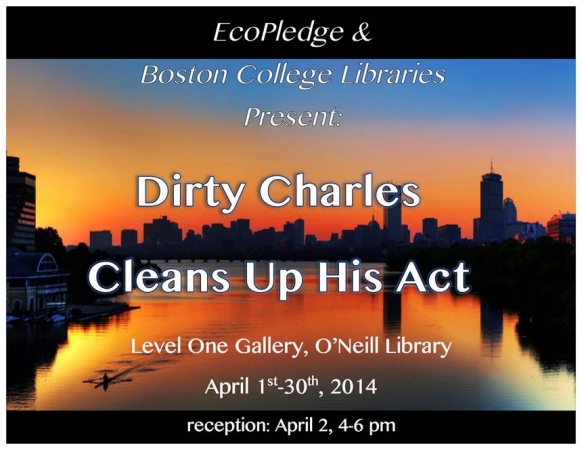 EcoPledge &
Boston College Libraries
Present:
Dirty Charles
Cleans Up His Act
Level One Gallery, O’Neill Library
April 1st-30th, 2014
reception: April 2, 4-6 pm